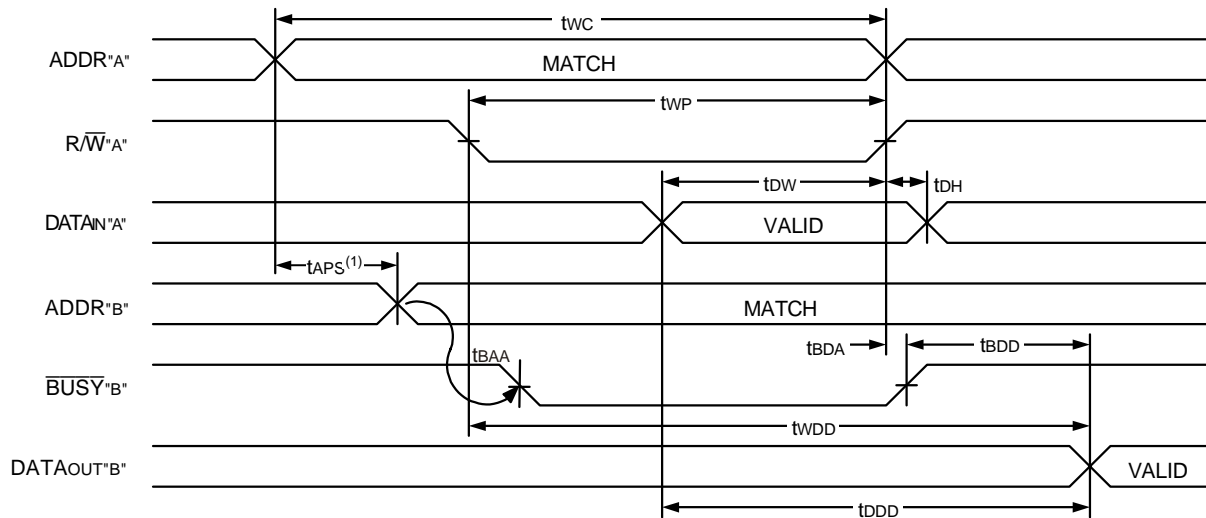 tWC
ADDR"A"
MATCH
tWP
R/W̅"A"
tDW
tDH
DATAIN"A"
VALID
tAPS(1)
ADDR"B"
MATCH
tBAA
tBDA
tBDD
B̅U̅S̅Y̅"B"
tWDD
DATAOUT"B"
VALID
tDDD